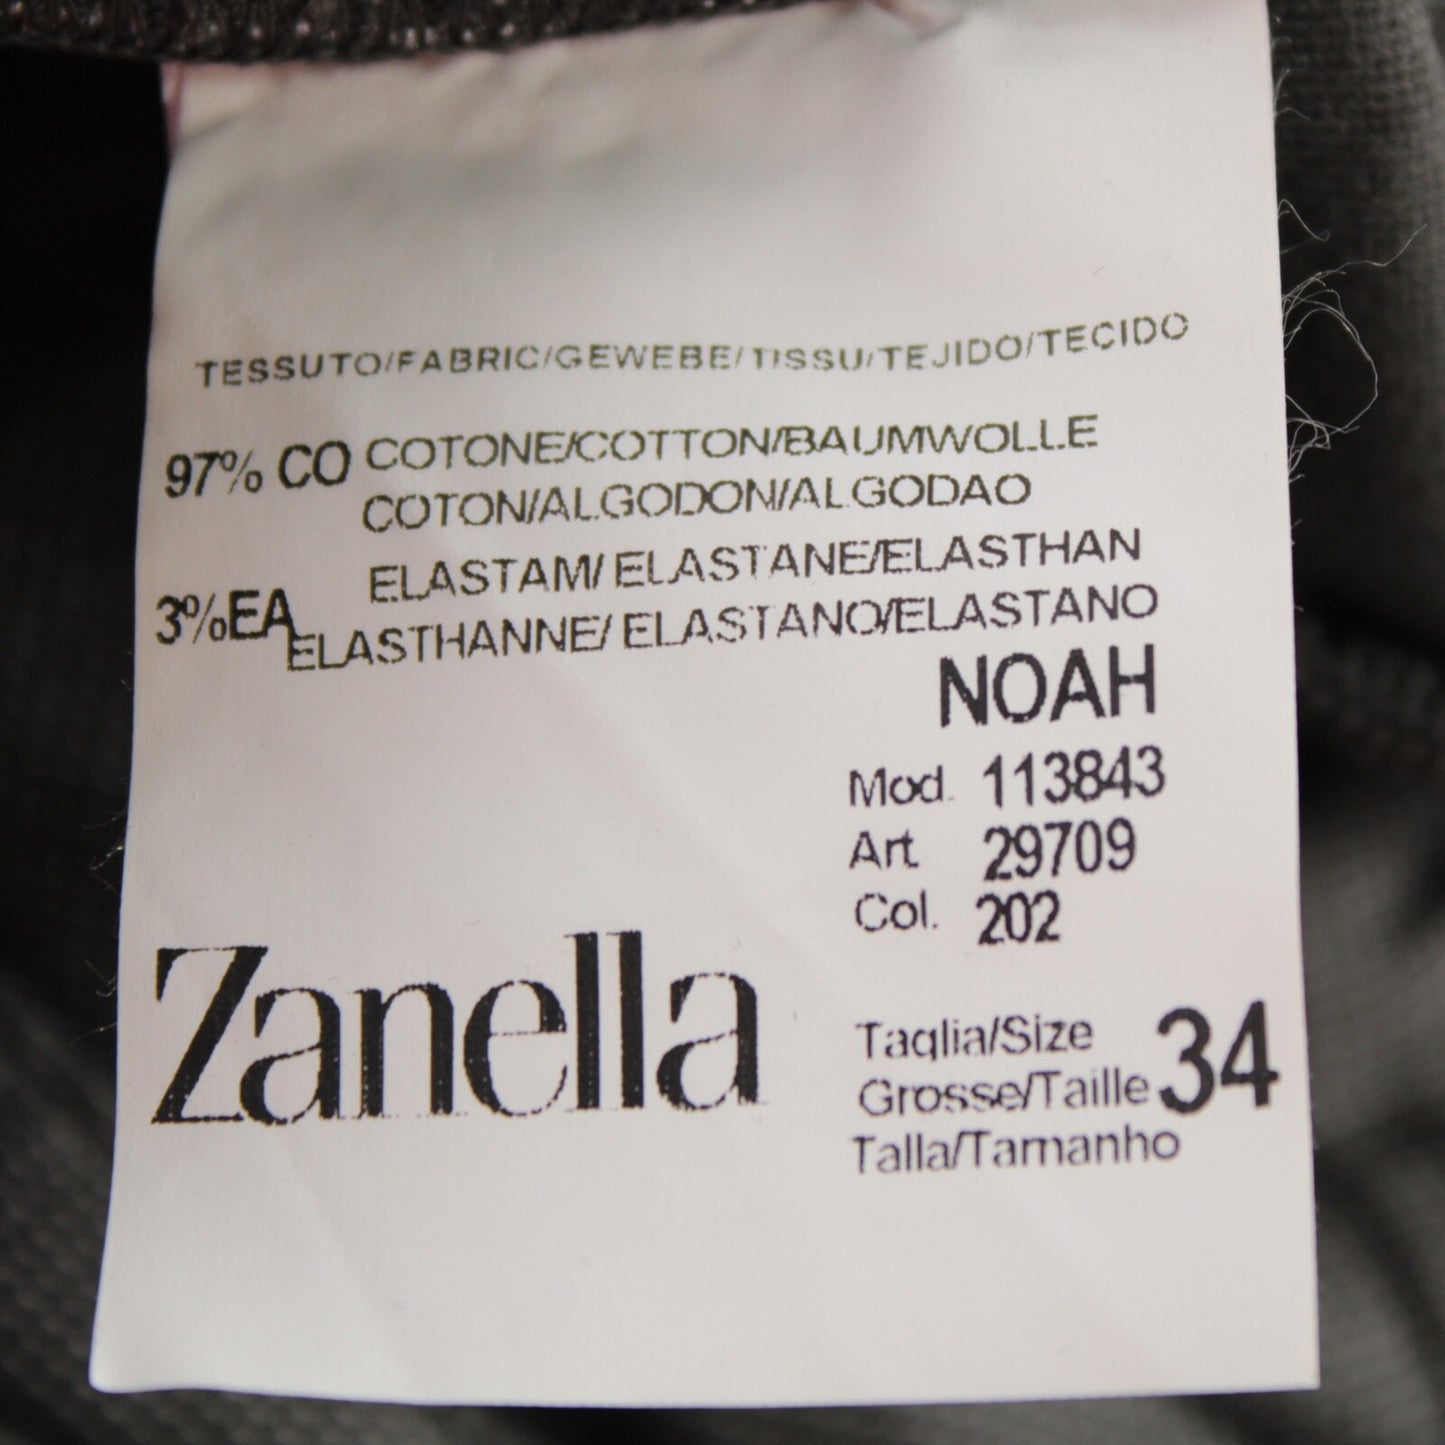 TESSUTO/FABRIC/GEWEBE/TISSU/TEJIDO/TECIDO
97% CO COTONE/COTTON/BAUMWOLLE
COTON/ALGODON/ALGODAO
3%EA ELASTAM/ ELASTANE/ELASTHAN
ELASTHANNE/ ELASTANO/ELASTANO
NOAH
Mod. 113843
Art. 29709
Col. 202
Zanella
Taglia/Size
Grosse/Taille 34
Talla/Tamanho